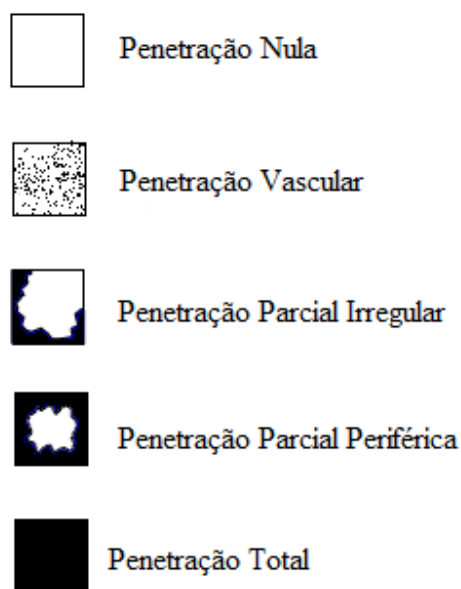 Penetração Nula
Penetração Vascular
Penetração Parcial Irregular
Penetração Parcial Periférica
Penetração Total